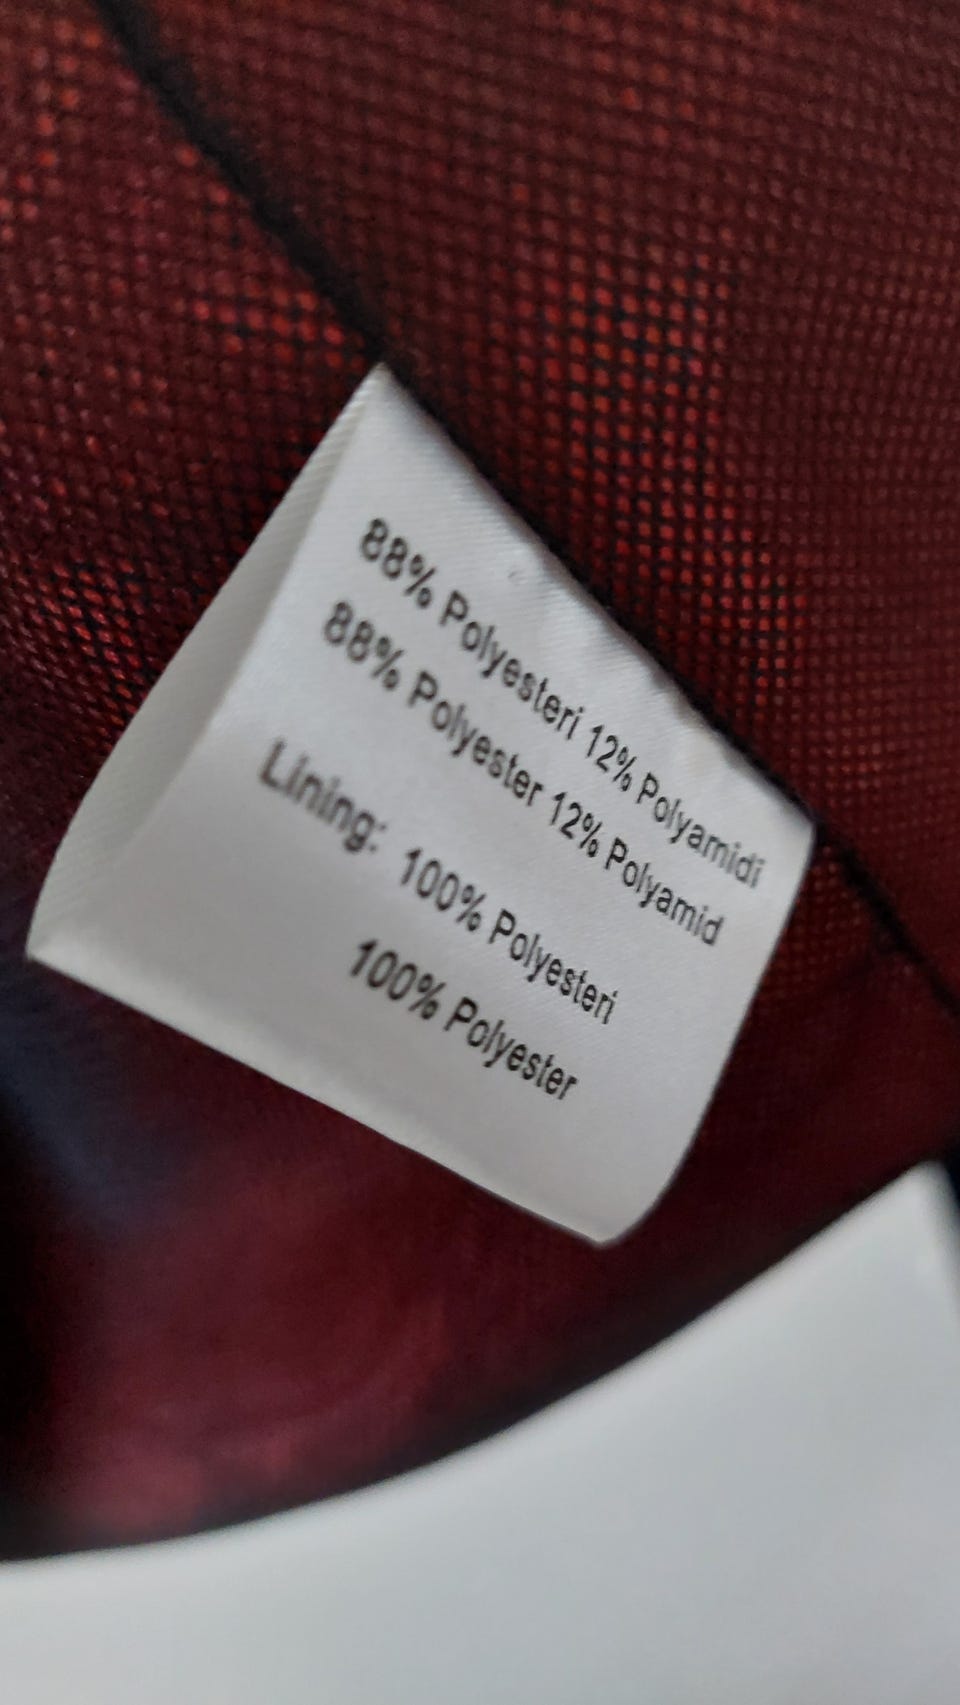 88% Polyesteri 12% Polyamidi
88% Polyester 12% Polyamid
Lining: 100% Polyesteri
100% Polyester